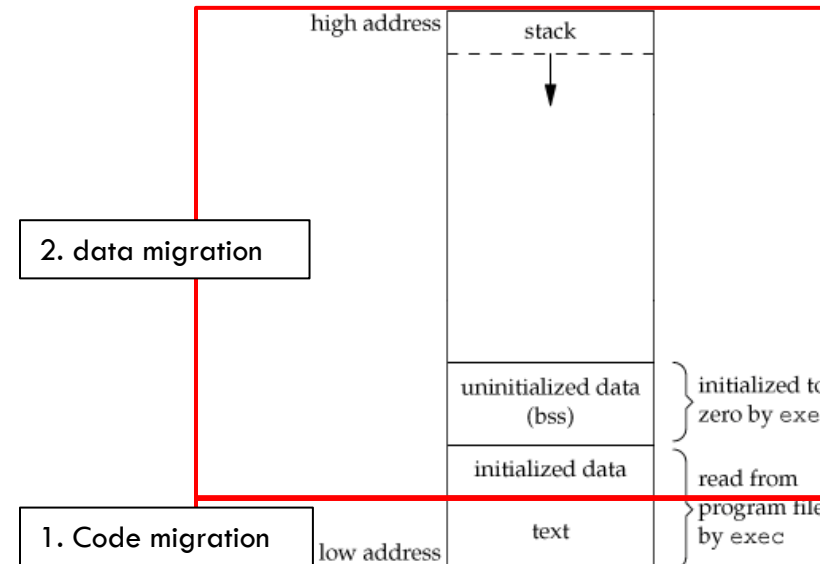 high address
stack
2. data migration
uninitialized data
(bss)
initialized to
zero by exe
initialized data
read from
program file
by exec
1. Code migration
text
low address